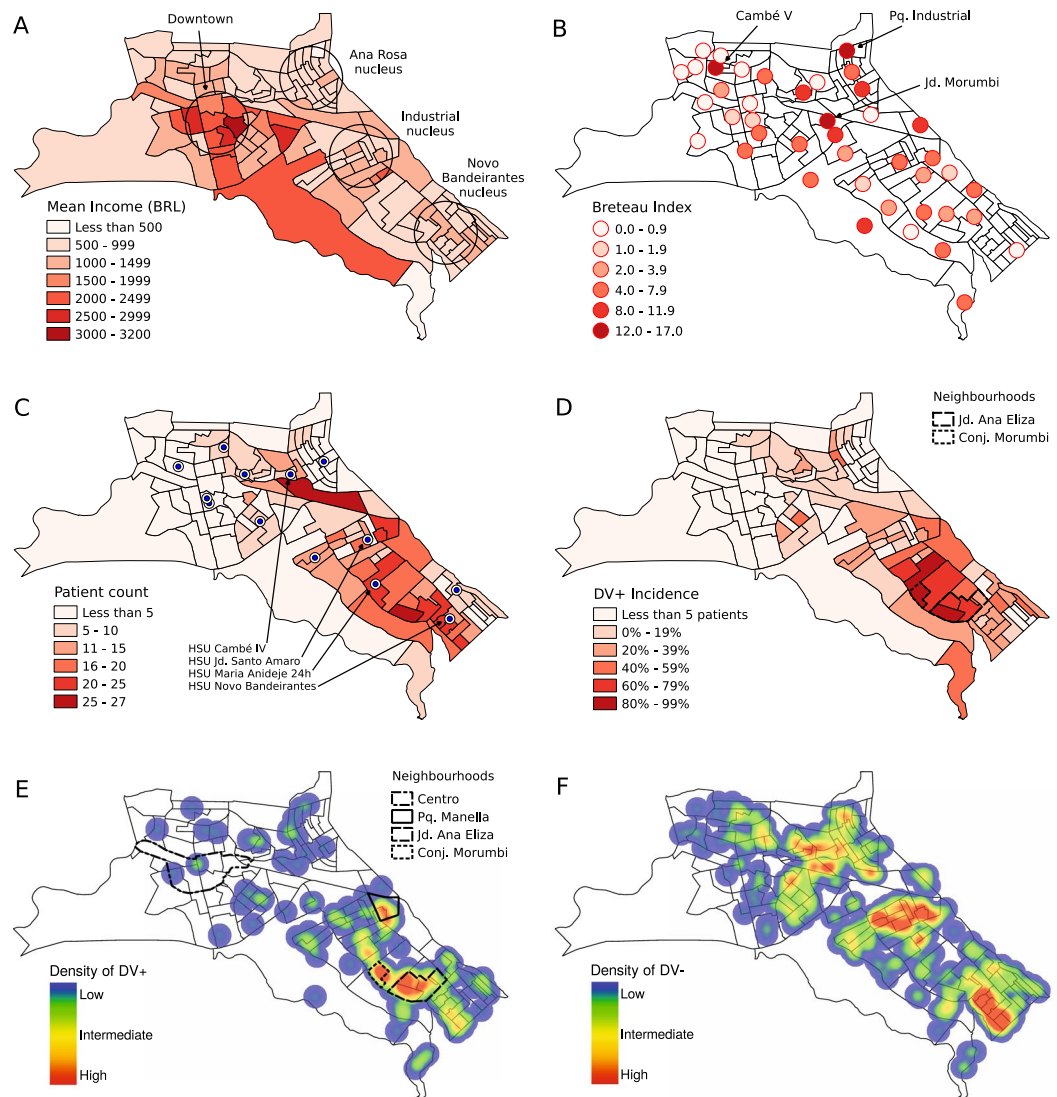 A
Downtown
Ana Rosa
nucleus
Industrial
nucleus
Novo
Bandeirantes
nucleus
Mean Income (BRL)
Less than 500
500 - 999
1000 - 1499
1500 - 1999
2000 - 2499
2500 - 2999
3000 - 3200
B
Cambé V
Pq. Industrial
Jd. Morumbi
Breteau Index
0.0 - 0.9
1.0 - 1.9
2.0 - 3.9
4.0 - 7.9
8.0 - 11.9
12.0 - 17.0
C
Patient count
Less than 5
5 - 10
11 - 15
16 - 20
20 - 25
25 - 27
HSU Cambé IV
HSU Jd. Santo Amaro
HSU Maria Anideje 24h
HSU Novo Bandeirantes
D
Neighbourhoods
Jd. Ana Eliza
Conj. Morumbi
DV+ Incidence
Less than 5 patients
0% - 19%
20% - 39%
40% - 59%
60% - 79%
80% - 99%
E
Neighbourhoods
Centro
Pq. Manella
Jd. Ana Eliza
Conj. Morumbi
Density of DV+
Low
Intermediate
High
F
Density of DV-
Low
Intermediate
High